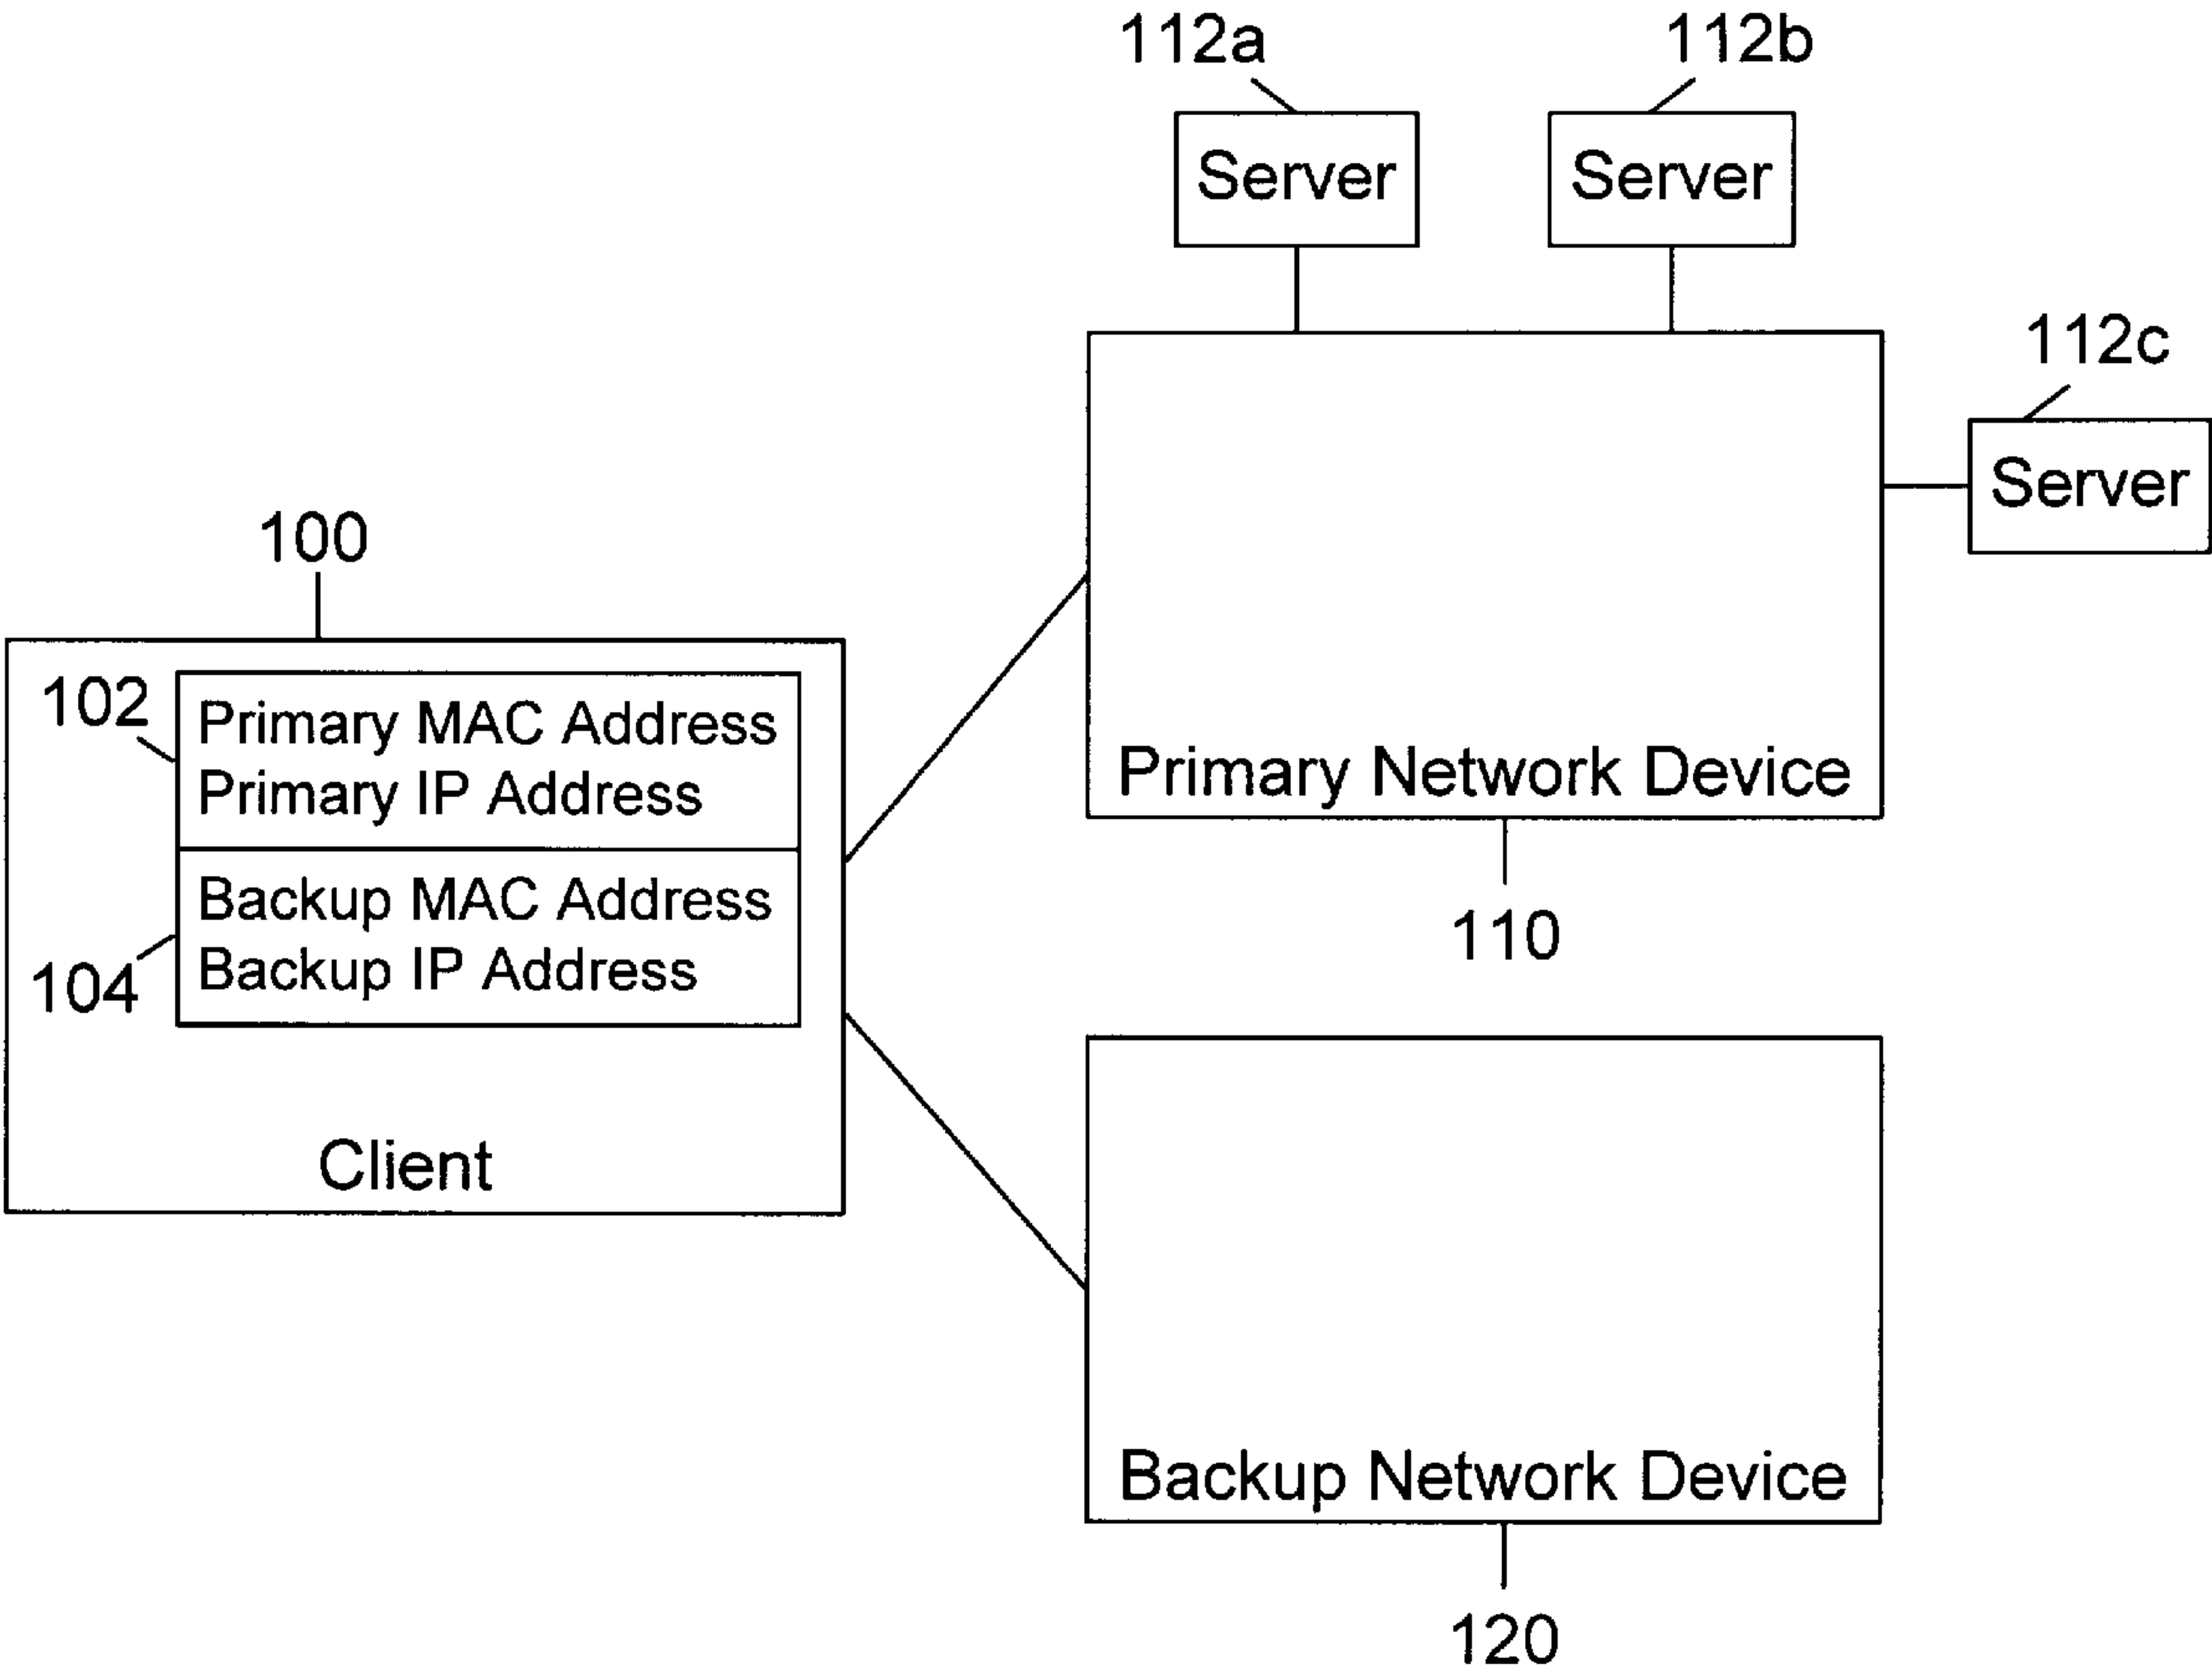 112a
112b
Server
Server
112c
Server
100
102
Primary MAC Address
Primary IP Address
Primary Network Device
Backup MAC Address
Backup IP Address
104
110
Client
Backup Network Device
120